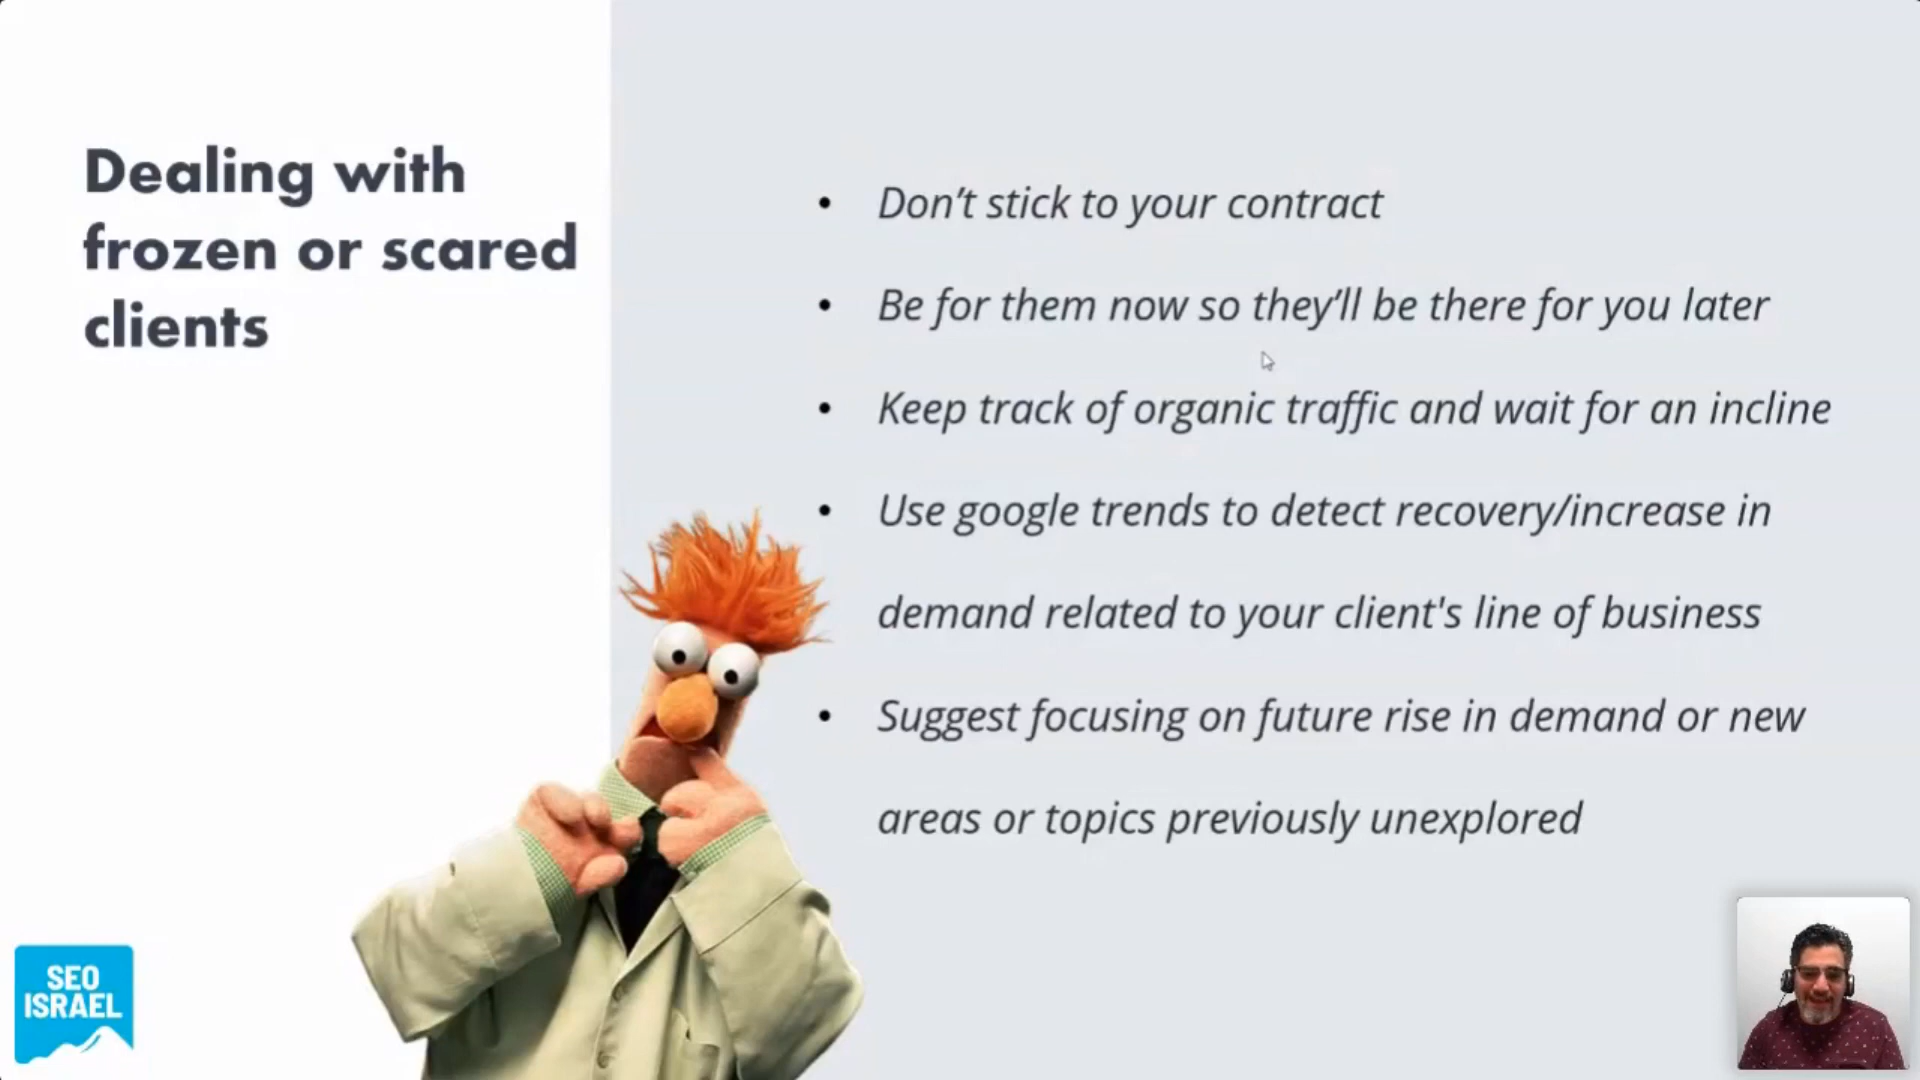 Dealing with
frozen or scared
clients
• Don’t stick to your contract
• Be for them now so they’ll be there for you later
• Keep track of organic traffic and wait for an incline
• Use google trends to detect recovery/increase in
demand related to your client's line of business
• Suggest focusing on future rise in demand or new
areas or topics previously unexplored
SEO
ISRAEL